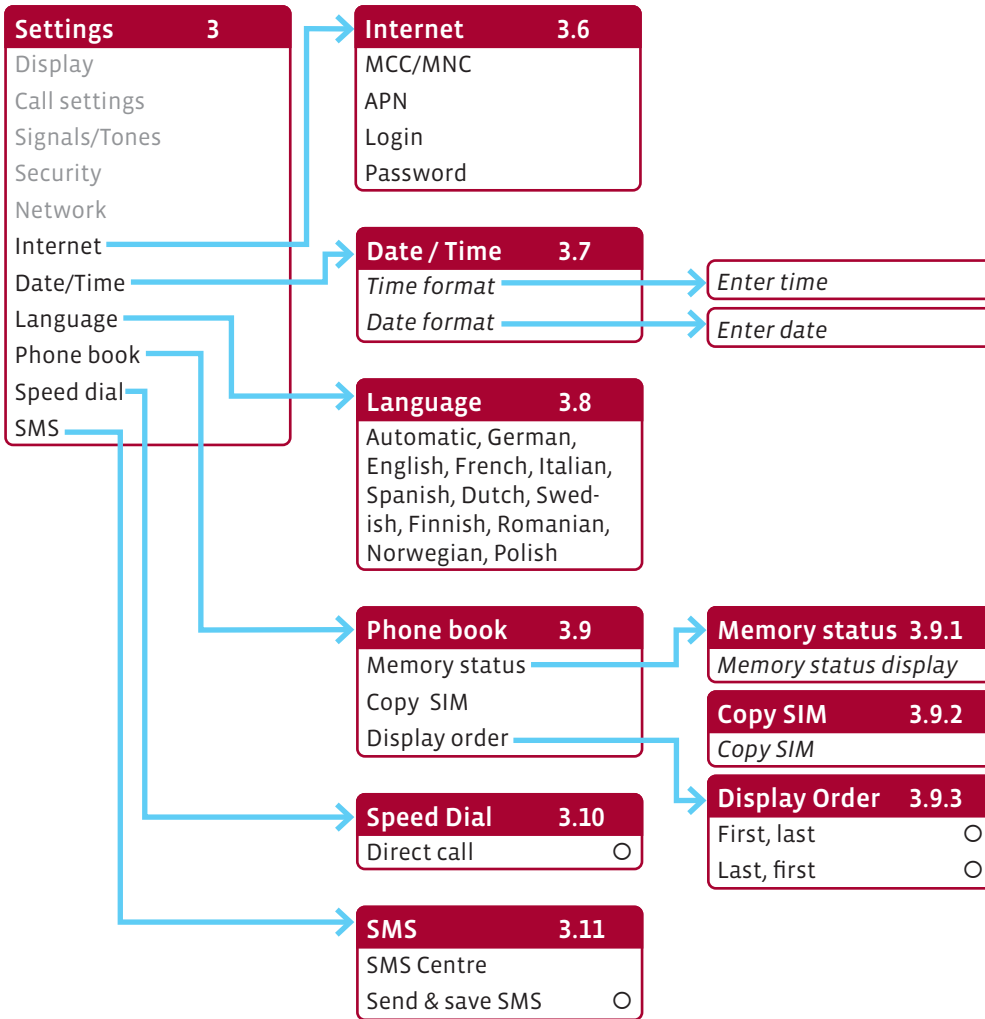 Settings 3
Display
Call settings
Signals/Tones
Security
Network
Internet
Date/Time
Language
Phone book
Speed dial
SMS
Internet 3.6
MCC/MNC
APN
Login
Password
Date / Time 3.7
Time format
Date format
Enter time
Enter date
Language 3.8
Automatic, German,
English, French, Italian,
Spanish, Dutch, Swed-
ish, Finnish, Romanian,
Norwegian, Polish
Phone book 3.9
Memory status
Copy SIM
Display order
Memory status 3.9.1
Memory status display
Copy SIM 3.9.2
Copy SIM
Display Order 3.9.3
First, last
Last, first
Speed Dial 3.10
Direct call
SMS 3.11
SMS Centre
Send & save SMS